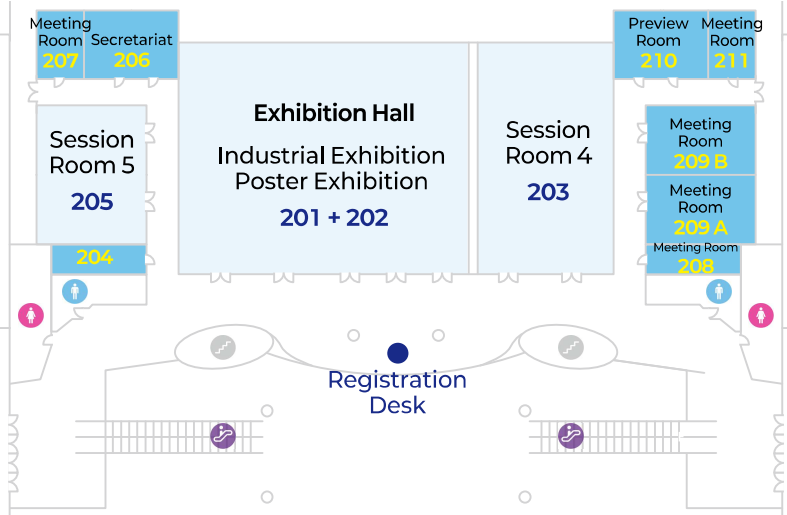 Meeting
Room
207
Secretariat
206
Exhibition Hall
Industrial Exhibition
Poster Exhibition
201 + 202
Session
Room 4
203
Preview
Room
210
Meeting
Room
211
Session
Room 5
205
Meeting
Room
209 B
Meeting
Room
209 A
204
Meeting Room
208
Registration
Desk